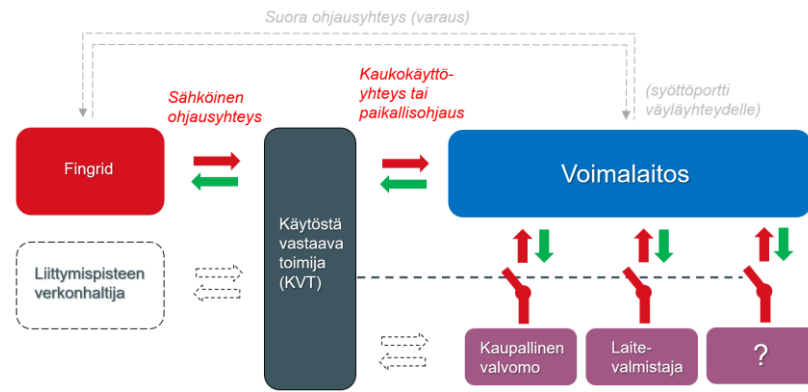 Suora ohjausyhteys (varaus)
Sähköinen
ohjausyhteys
Kaukokäyttö-
yhteys tai
paikallisohjaus
(syöttöportti
väyläyhteydelle)
Fingrid
Käytöstä
vastaava
toimija
(KVT)
Voimalaitos
Liittymispisteen
verkonhaltija
Kaupallinen
valvomo
Laite-
valmistaja
?